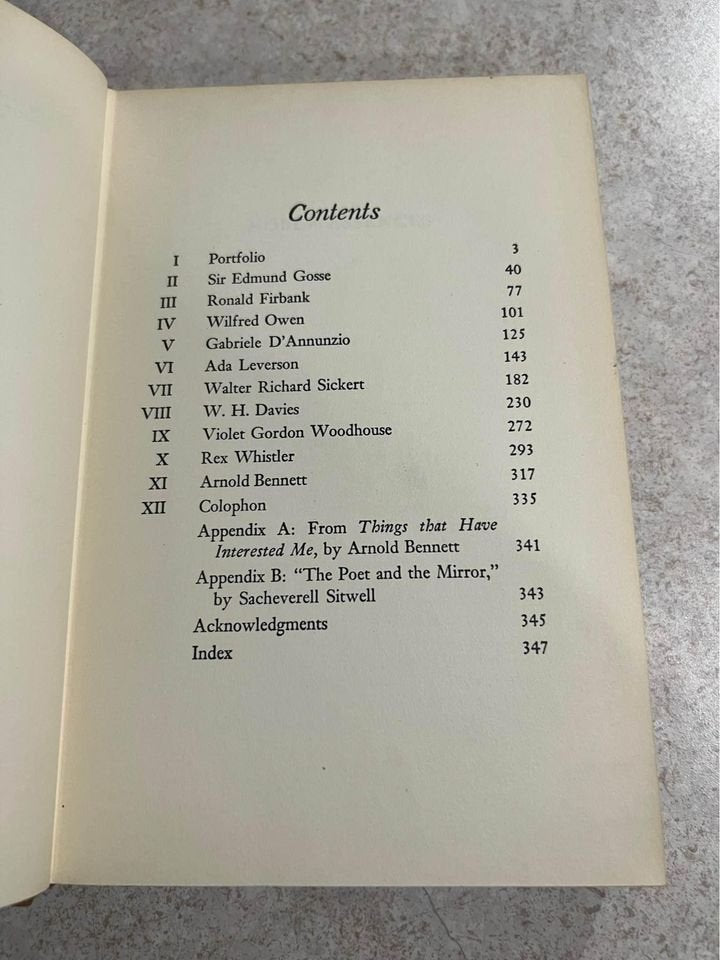 Contents
I Portfolio 3
II Sir Edmund Gosse 40
III Ronald Firbank 77
IV Wilfred Owen 101
V Gabriele D'Annunzio 125
VI Ada Leverson 143
VII Walter Richard Sickert 182
VIII W. H. Davies 230
IX Violet Gordon Woodhouse 272
X Rex Whistler 293
XI Arnold Bennett 317
XII Colophon 335
Appendix A: From Things that Have
Interested Me, by Arnold Bennett 341
Appendix B: "The Poet and the Mirror,"
by Sacheverell Sitwell 343
Acknowledgments 345
Index 347